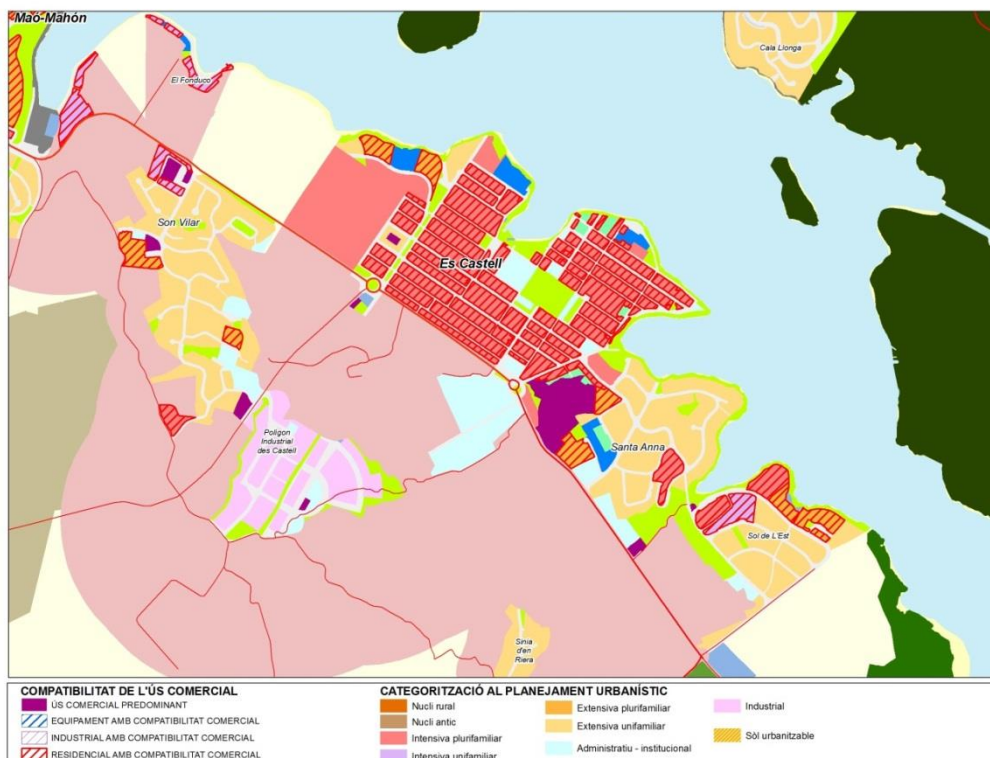 Maó-Mahón
Cala Llonga
El Fonduco
Son Vilar
Es Castell
Polígon
Industrial
des Castell
Santa Anna
Sol de L'Est
Sinia
d'en
Riera
COMPATIBILITAT DE L'ÚS COMERCIAL
ÚS COMERCIAL PREDOMINANT
EQUIPAMENT AMB COMPATIBILITAT COMERCIAL
INDUSTRIAL AMB COMPATIBILITAT COMERCIAL
RESIDENCIAL AMB COMPATIBILITAT COMERCIAL
CATEGORITZACIÓ AL PLANEJAMENT URBANÍSTIC
Nucli rural
Nucli antic
Intensiva plurifamiliar
Intensiva unifamiliar
Extensiva plurifamiliar
Extensiva unifamiliar
Administratiu - institucional
Industrial
Sòl urbanitzable